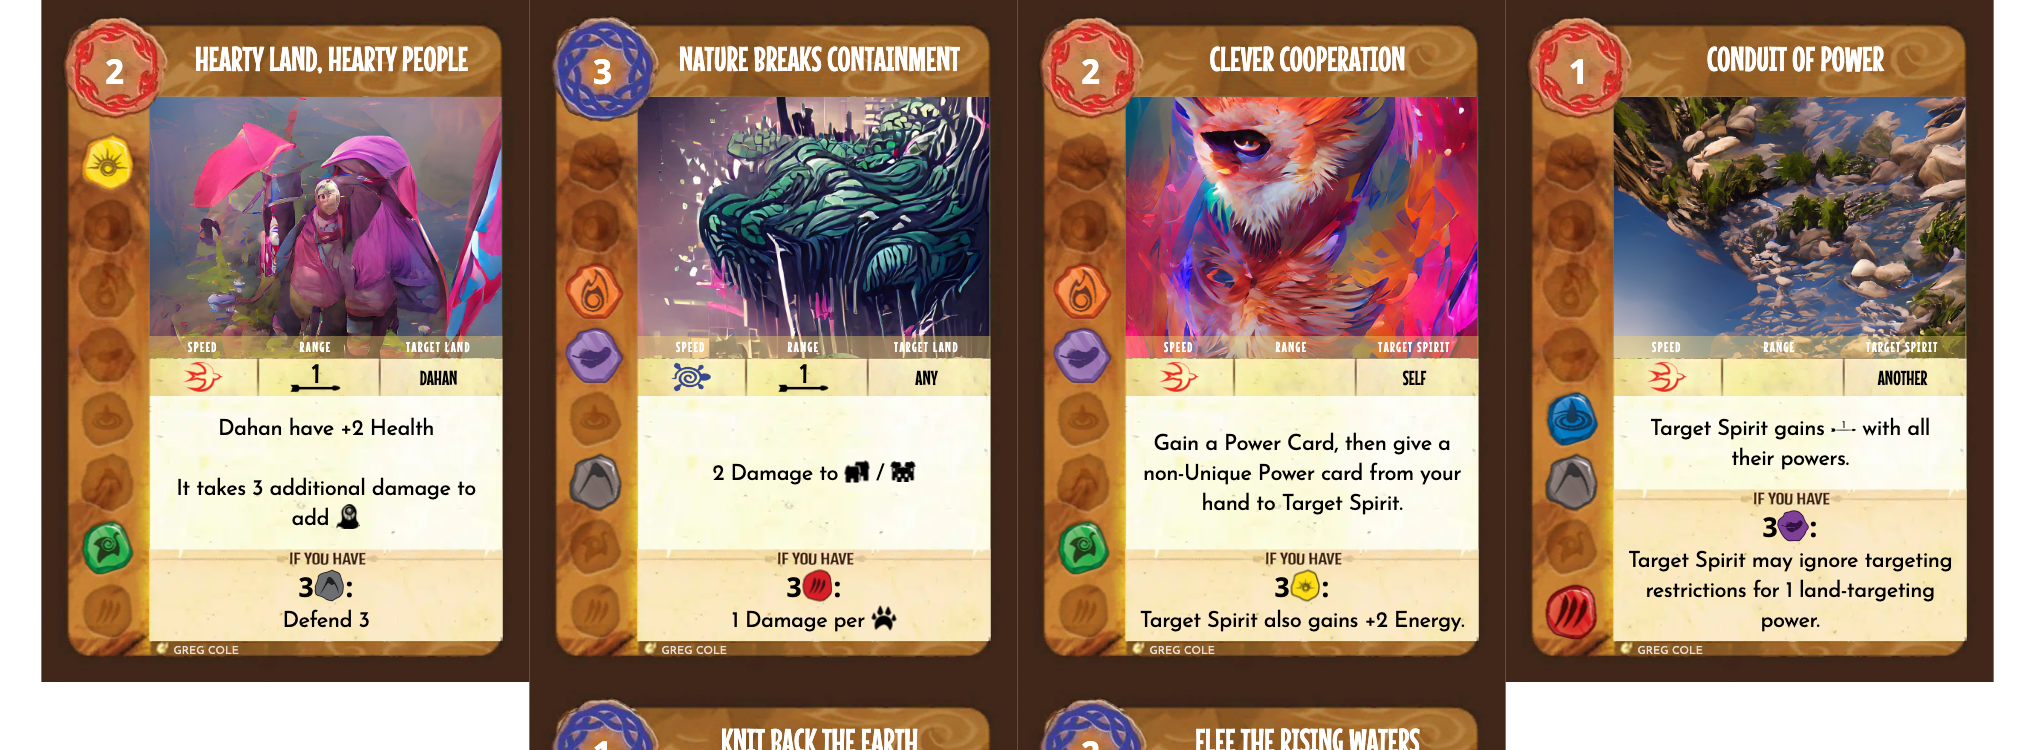 2
HEARTY LAND, HEARTY PEOPLE
SPEED RANGE TARGET LAND
1 DAHAN
Dahan have +2 Health
It takes 3 additional damage to
add
IF YOU HAVE
3 :
Defend 3
GREG COLE
3
NATURE BREAKS CONTAINMENT
SPEED RANGE TARGET LAND
1 ANY
2 Damage to /
IF YOU HAVE
3 :
1 Damage per
GREG COLE
2
CLEVER COOPERATION
SPEED RANGE TARGET SPIRIT
SELF
Gain a Power Card, then give a
non-Unique Power card from your
hand to Target Spirit.
IF YOU HAVE
3 :
Target Spirit also gains +2 Energy.
GREG COLE
1
CONDUIT OF POWER
SPEED RANGE TARGET SPIRIT
ANOTHER
Target Spirit gains 1 with all
their powers.
IF YOU HAVE
3 :
Target Spirit may ignore targeting
restrictions for 1 land-targeting
power.
GREG COLE
KNIT BACK THE EARTH
FLEE THE RISING WATERS